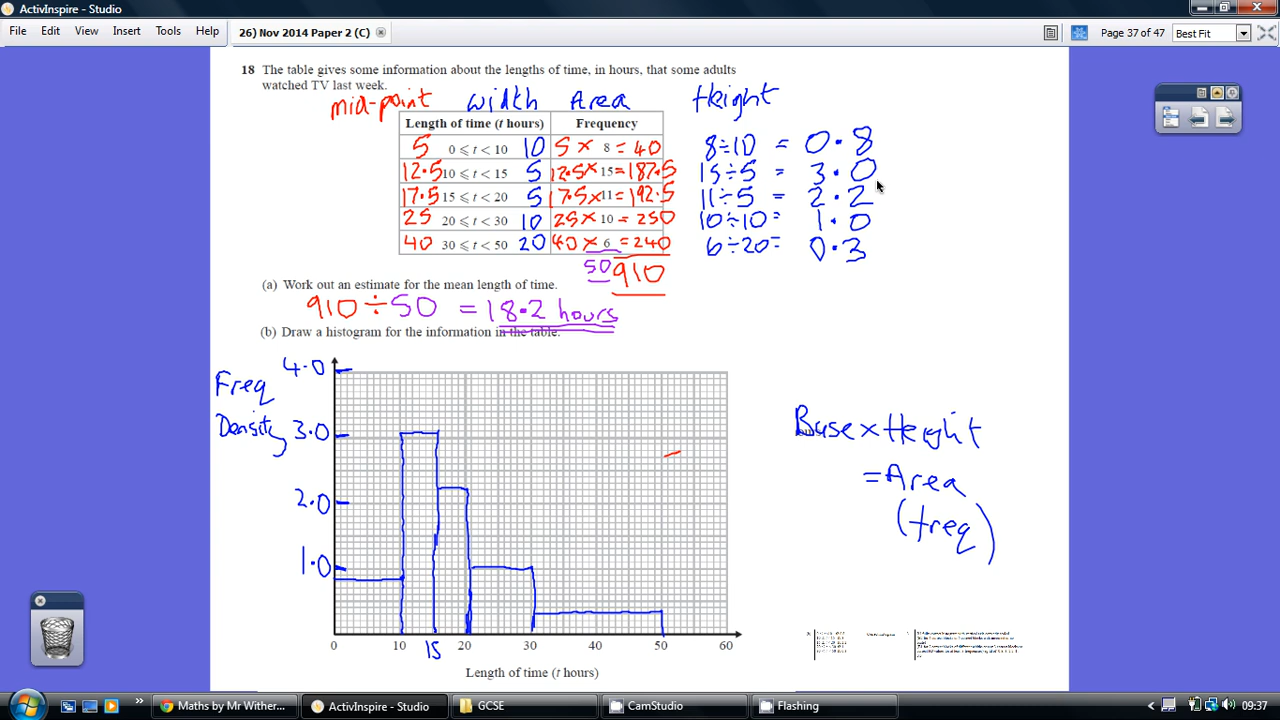 ActivInspire - Studio
File Edit View Insert Tools Help
26) Nov 2014 Paper 2 (C)
Page 37 of 47
Best Fit
18 The table gives some information about the lengths of time, in hours, that some adults
watched TV last week.
mid-point width Area Height
Length of time (t hours) Frequency
5 0 ⩽ t < 10 10 5 × 8 = 40 8÷10 = 0·8
12·5 10 ⩽ t < 15 5 12·5 × 15 = 187·5 15÷5 = 3·0
17·5 15 ⩽ t < 20 5 17·5 × 11 = 192·5 11÷5 = 2·2
25 20 ⩽ t < 30 10 25 × 10 = 250 10÷10 = 1·0
40 30 ⩽ t < 50 20 40 × 6 = 240 6÷20 = 0·3
50 910
(a) Work out an estimate for the mean length of time.
910 ÷ 50 = 18·2 hours
(b) Draw a histogram for the information in the table.
Freq
Density
4·0
3·0
2·0
1·0
0 10 15 20 30 40 50 60
Length of time (t hours)
Base × Height
= Area
(freq)
Maths by Mr Wither...
ActivInspire - Studio
GCSE
CamStudio
Flashing
09:37